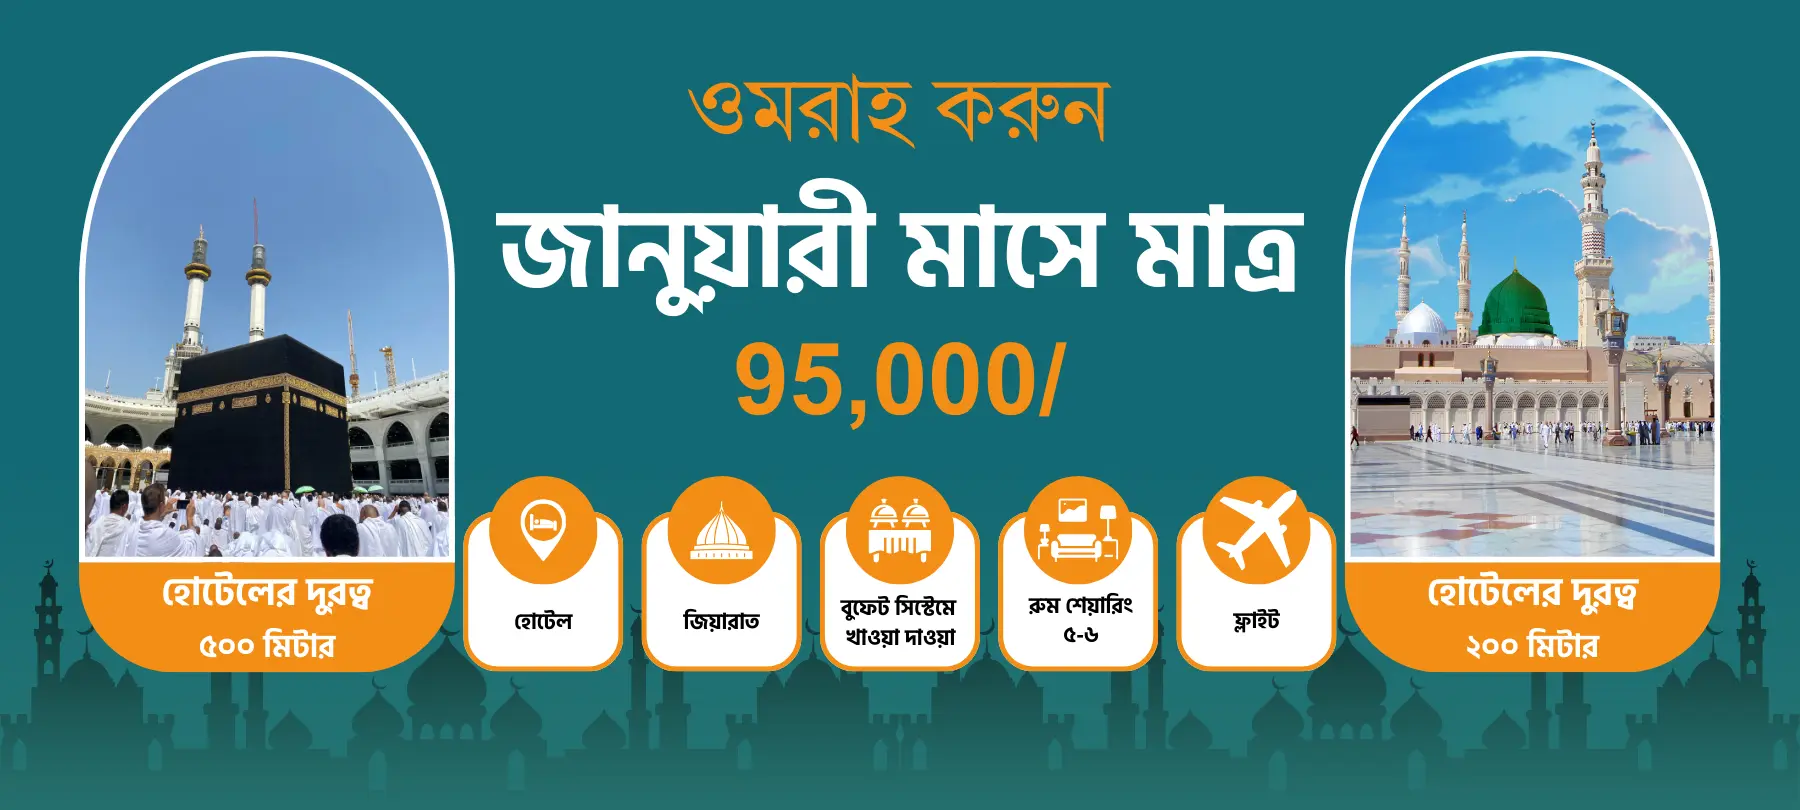 ওমরাহ করুন
জানুয়ারী মাসে মাত্র
95,000/
হোটেলের দুরত্ব
৫০০ মিটার
হোটেল
জিয়ারাত
বুফেট সিস্টেমে
খাওয়া দাওয়া
রুম শেয়ারিং
৫-৬
ফ্লাইট
হোটেলের দুরত্ব
২০০ মিটার